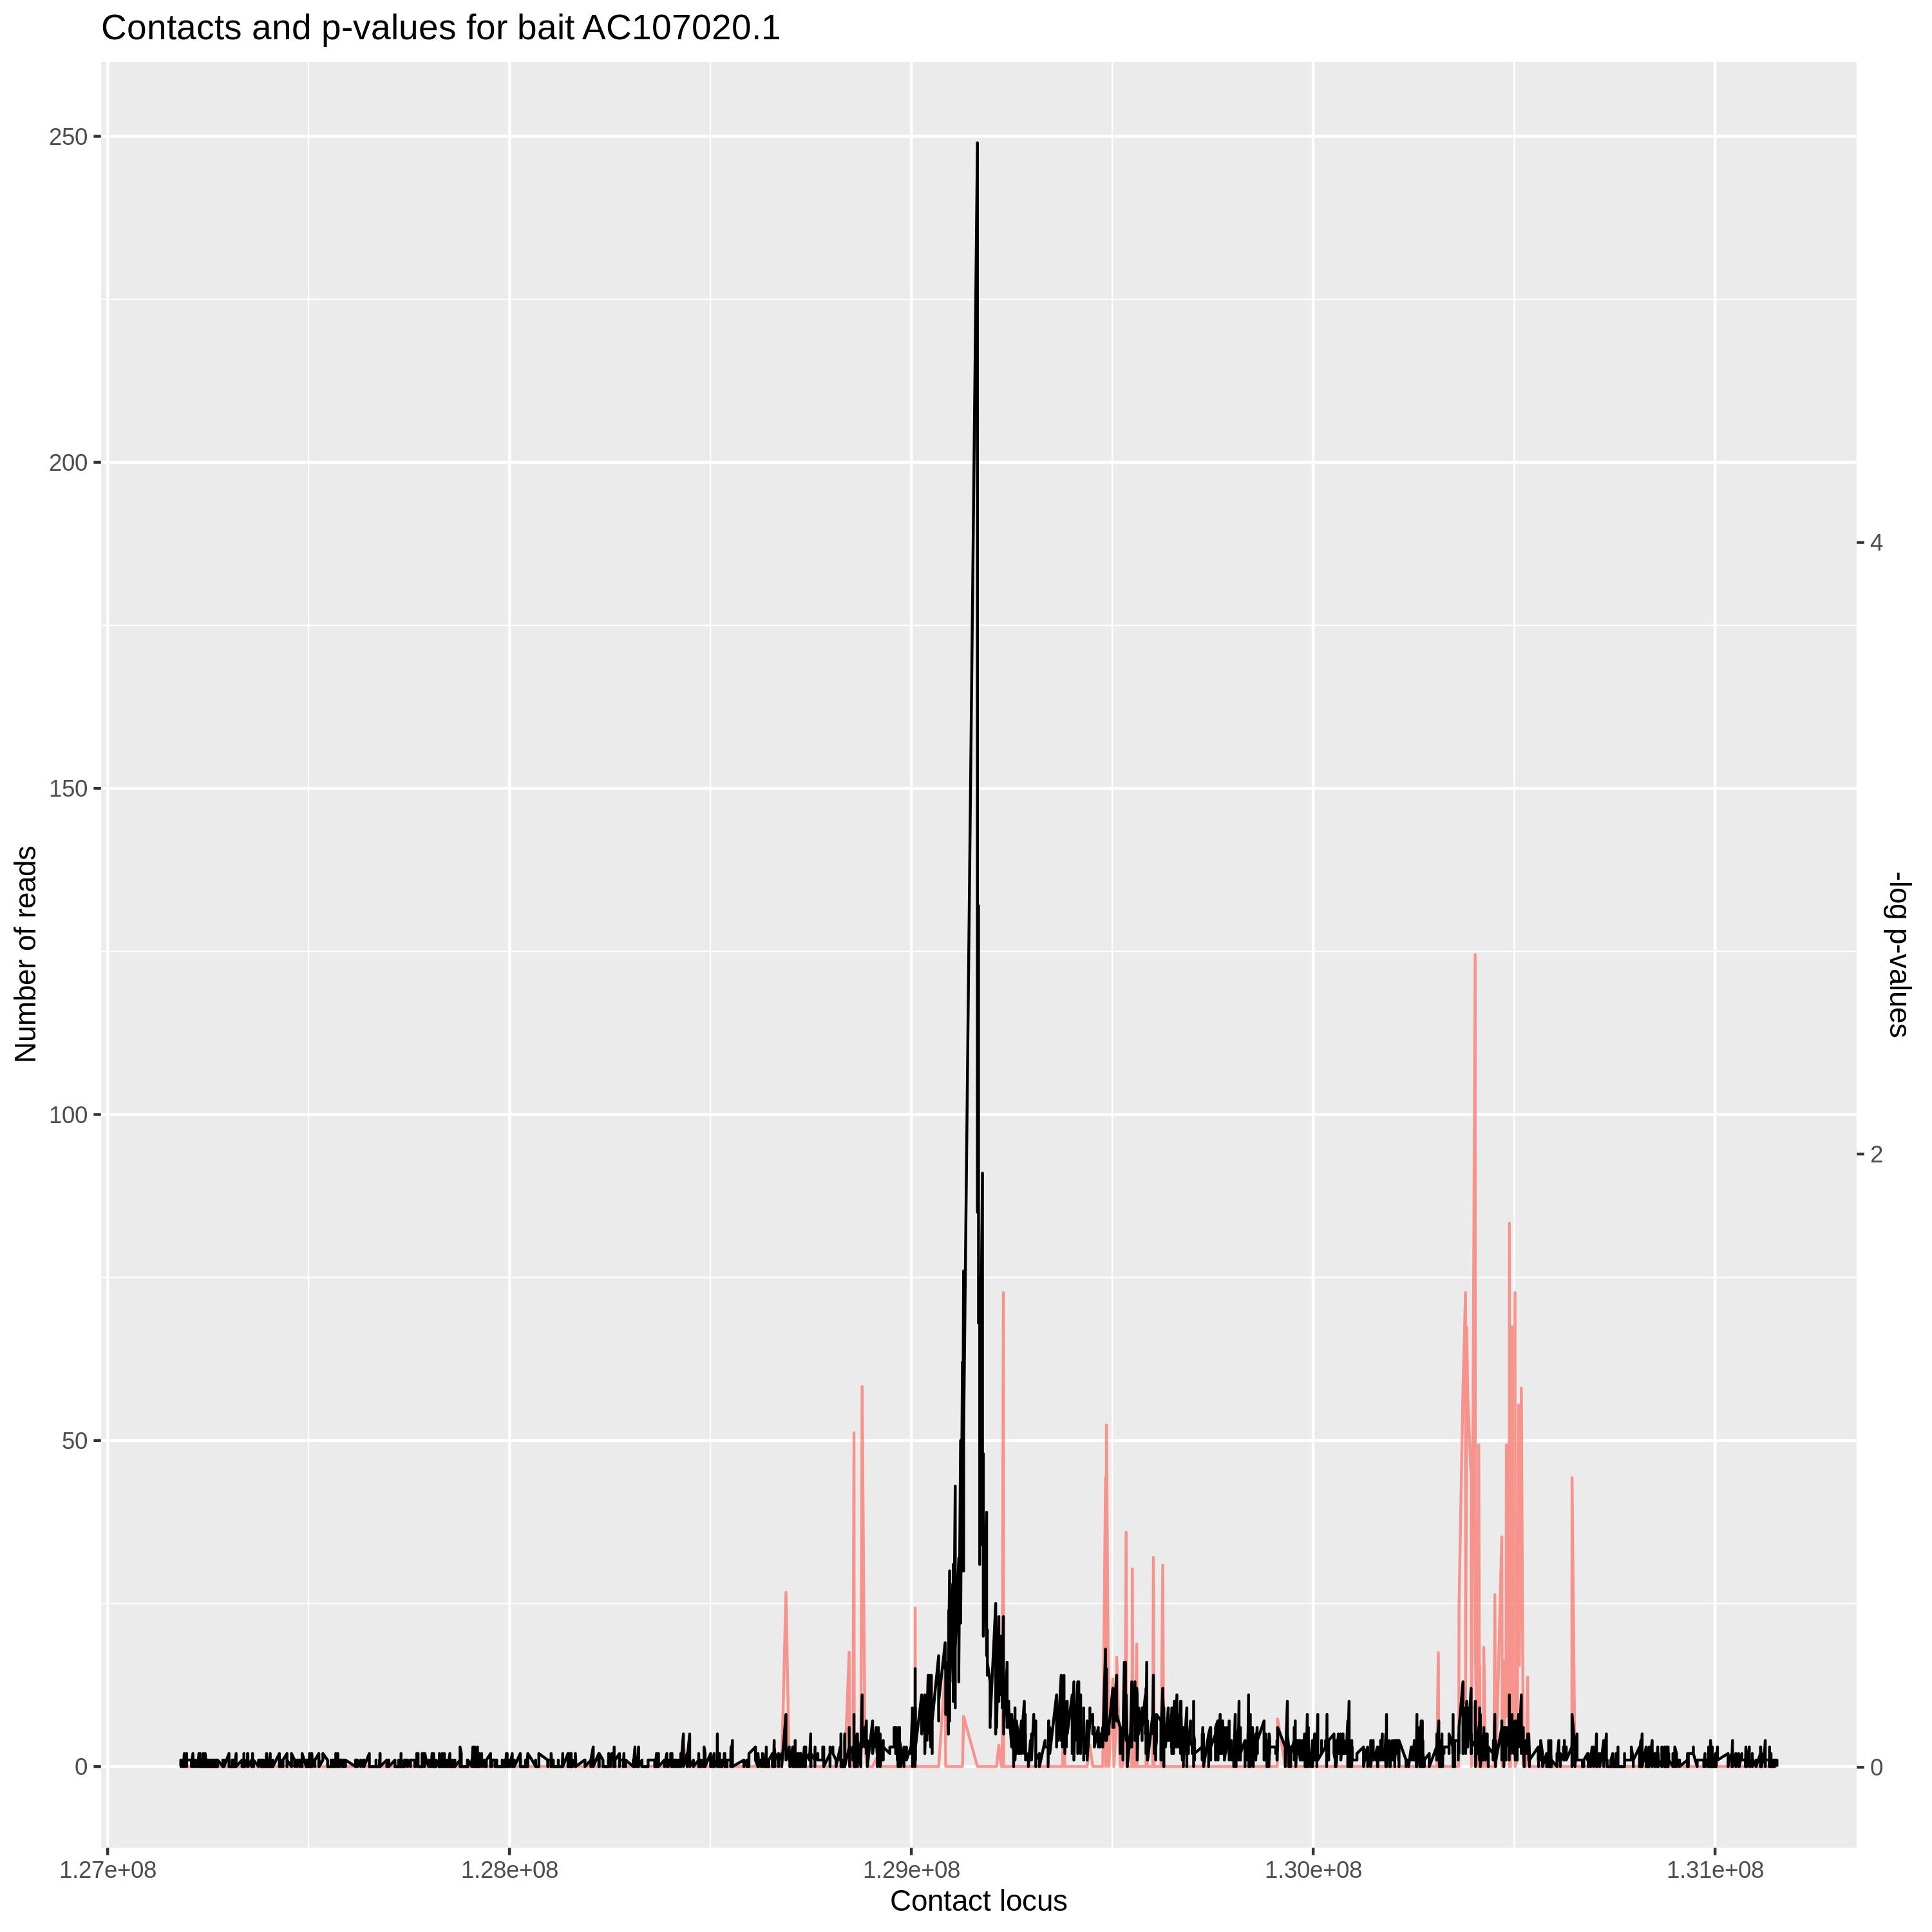 Contacts and p-values for bait AC107020.1
250
200
150
100
50
0
Number of reads
4
2
0
-log p-values
1.27e+08
1.28e+08
1.29e+08
1.30e+08
1.31e+08
Contact locus